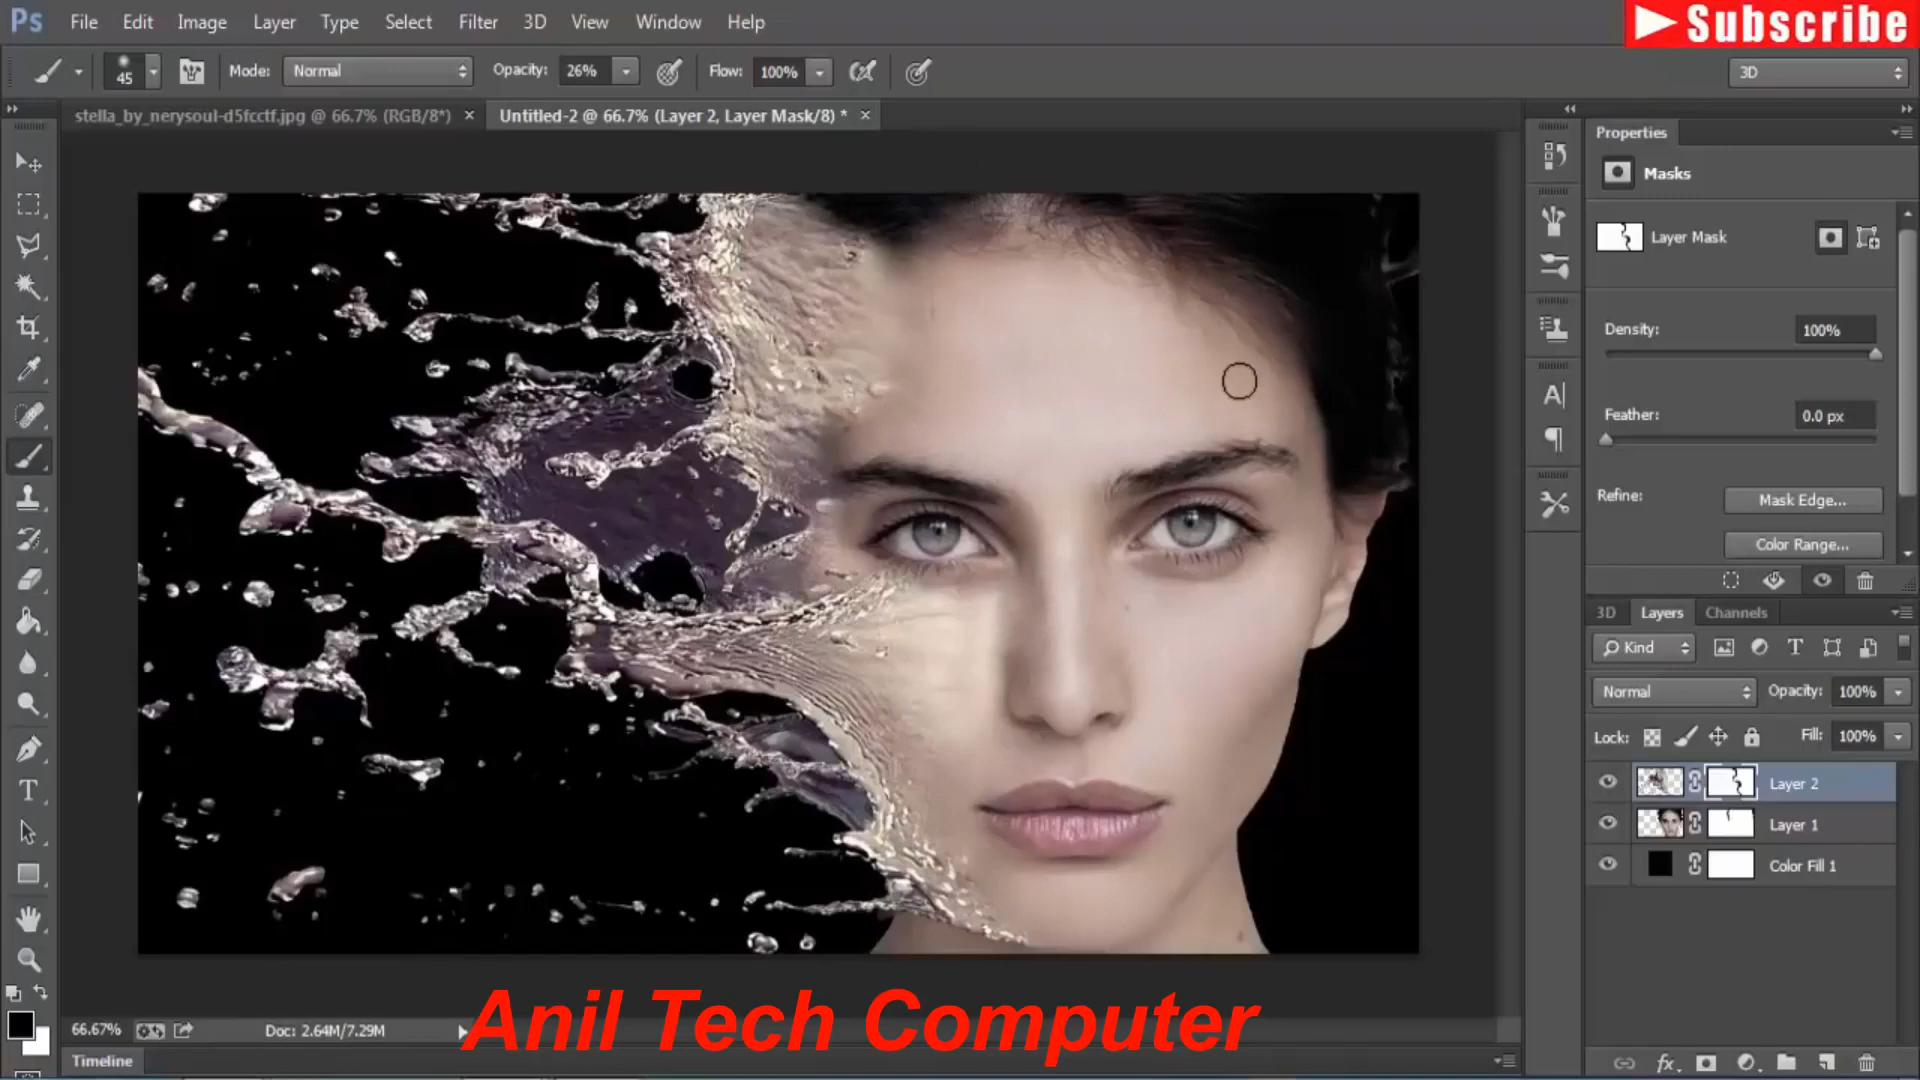 Ps File Edit Image Layer Type Select Filter 3D View Window Help
Subscribe
45 Mode: Normal Opacity: 26% Flow: 100% 3D
stella_by_nerysoul-d5fcctf.jpg @ 66.7% (RGB/8*) × Untitled-2 @ 66.7% (Layer 2, Layer Mask/8) * ×
Properties
Masks
Layer Mask
Density: 100%
Feather: 0.0 px
Refine: Mask Edge...
Color Range...
3D Layers Channels
Kind
Normal Opacity: 100%
Lock: Fill: 100%
Layer 2
Layer 1
Color Fill 1
66.67% Doc: 2.64M/7.29M
Anil Tech Computer
Timeline
fx